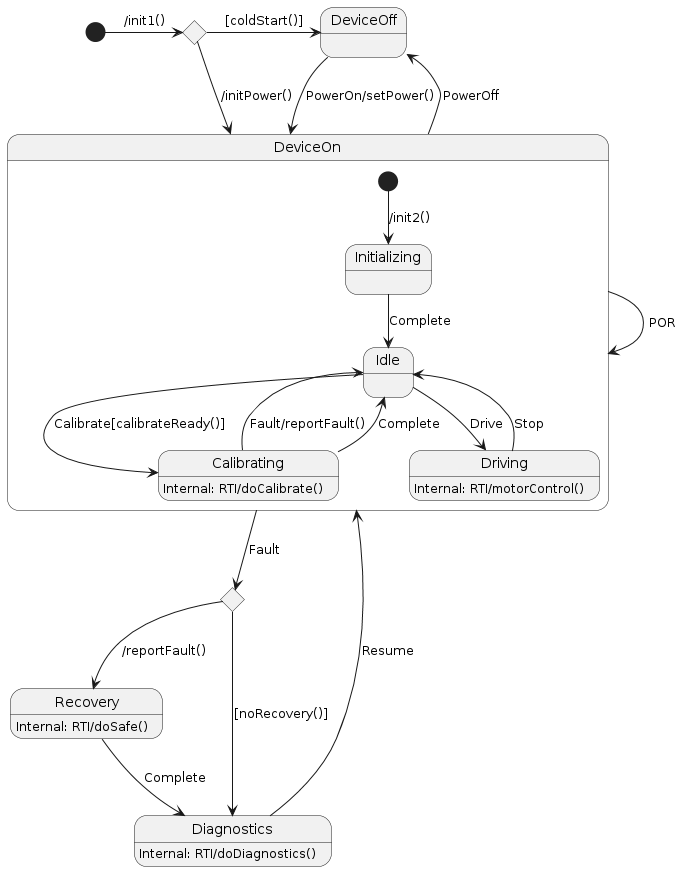 /init1()
[coldStart()]
DeviceOff
/initPower()
PowerOn/setPower()
PowerOff
DeviceOn
/init2()
Initializing
POR
Complete
Idle
Calibrate[calibrateReady()]
Fault/reportFault()
Complete
Drive
Stop
Calibrating
Internal: RTI/doCalibrate()
Driving
Internal: RTI/motorControl()
Fault
/reportFault()
Resume
Recovery
Internal: RTI/doSafe()
[noRecovery()]
Complete
Diagnostics
Internal: RTI/doDiagnostics()